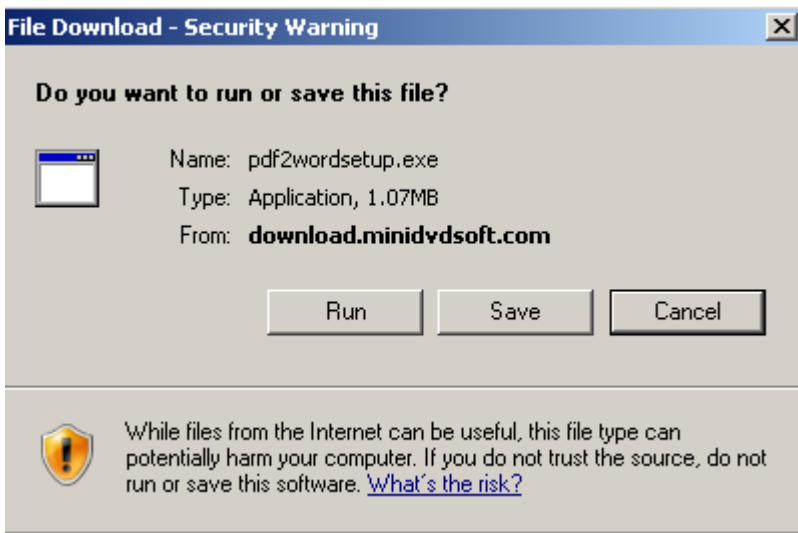 File Download - Security Warning
Do you want to run or save this file?
Name: pdf2wordsetup.exe
Type: Application, 1.07MB
From: download.minidvdsoft.com
Run Save Cancel
While files from the Internet can be useful, this file type can
potentially harm your computer. If you do not trust the source, do not
run or save this software. What's the risk?